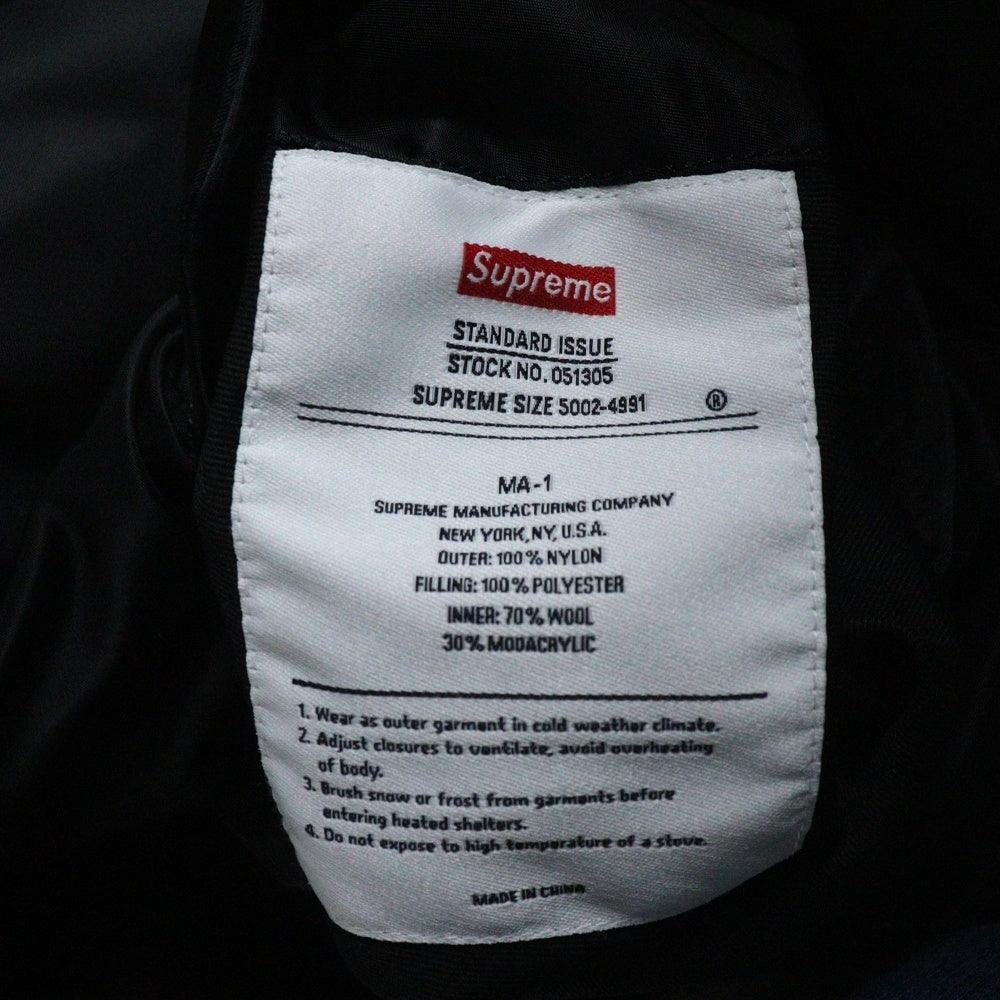 Supreme
STANDARD ISSUE
STOCK NO. 051305
SUPREME SIZE 5002-4991 ®
MA-1
SUPREME MANUFACTURING COMPANY
NEW YORK, NY, U.S.A.
OUTER: 100% NYLON
FILLING: 100% POLYESTER
INNER: 70% WOOL
30% MODACRYLIC
1. Wear as outer garment in cold weather climate.
2. Adjust closures to ventilate, avoid overheating
of body.
3. Brush snow or frost from garments before
entering heated shelters.
4. Do not expose to high temperature of a stove.
MADE IN CHINA